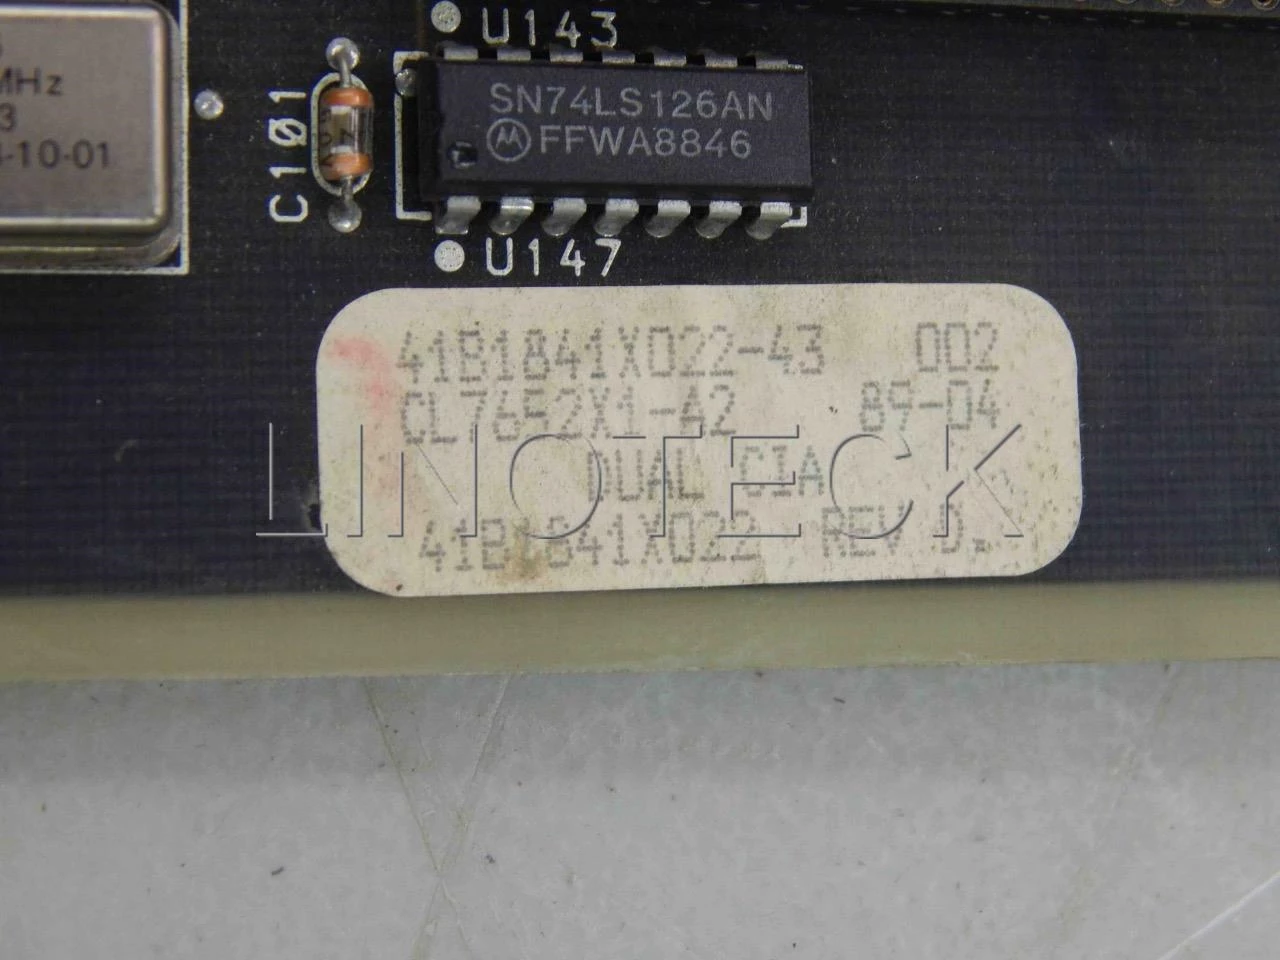 U143
MHz
3
-10-01
C101
SN74LS126AN
FFWA8846
U147
41B1841X022-43 002
CL7652X1-A2 89-04
DUAL CIA
41B1841X022 REV D.
LINOTECK